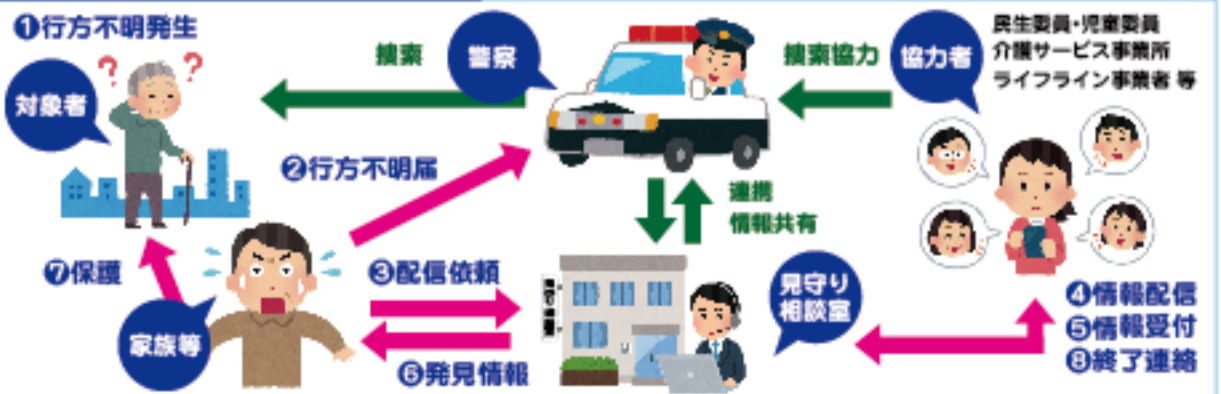 ❶行方不明発生
対象者
捜索
警察
捜索協力
協力者
民生委員・児童委員
介護サービス事業所
ライフライン事業者 等
❷行方不明届
連携
情報共有
❼保護
家族等
❸配信依頼
❻発見情報
見守り
相談室
❹情報配信
❺情報受付
❽終了連絡